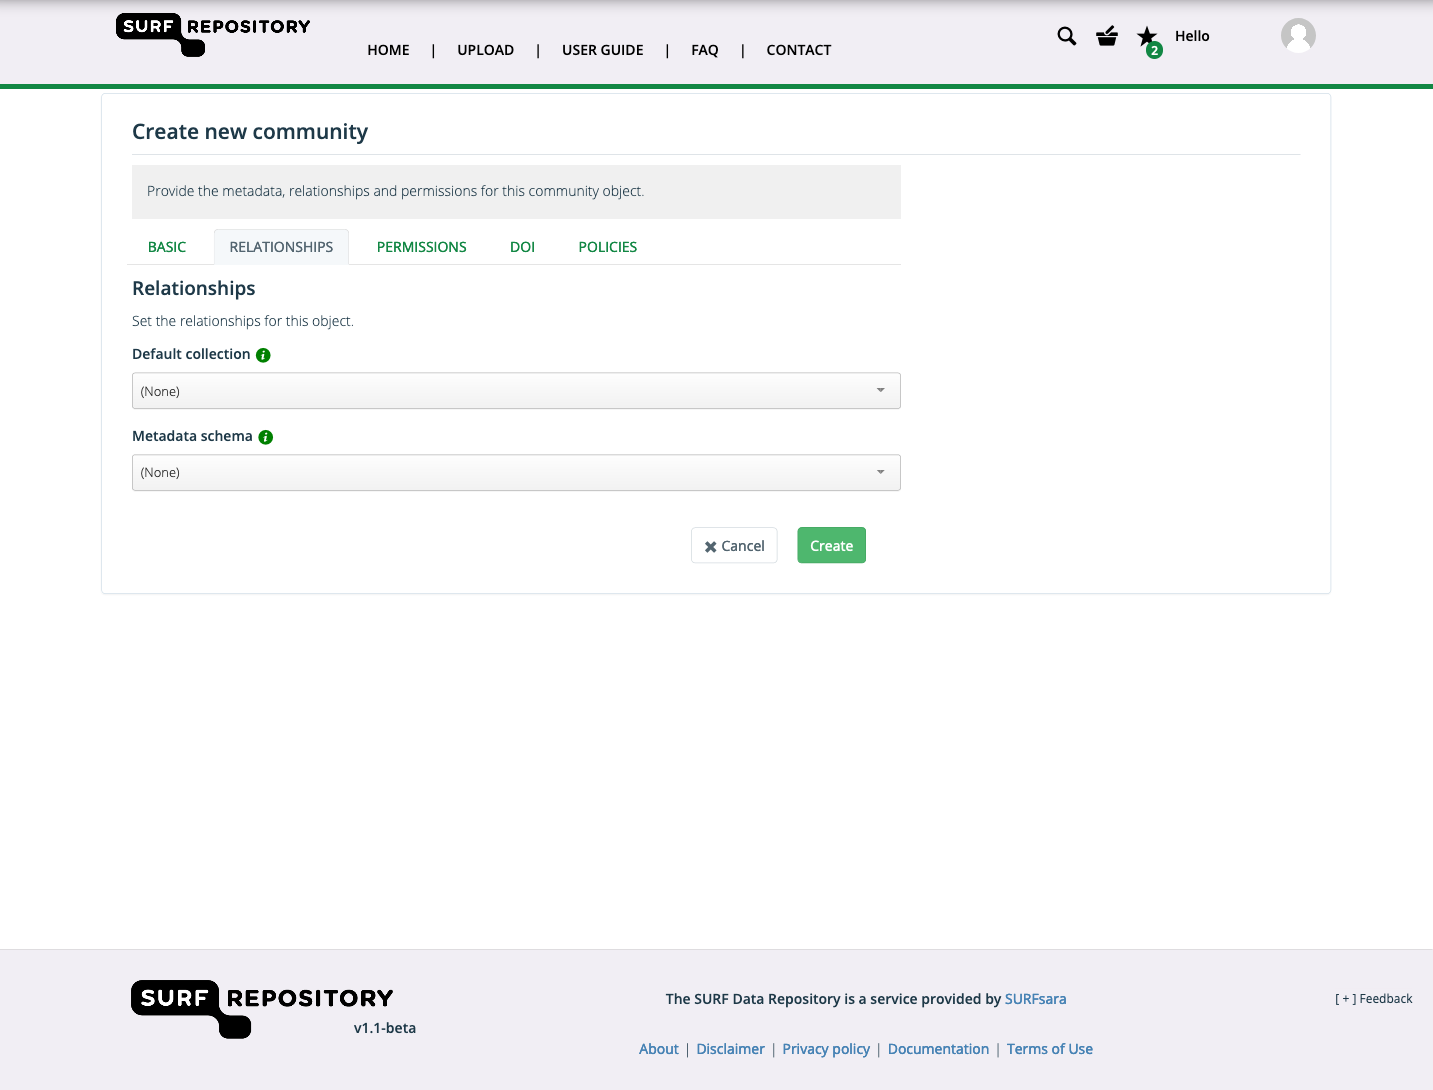 SURF REPOSITORY
HOME | UPLOAD | USER GUIDE | FAQ | CONTACT
2
Hello
Create new community
Provide the metadata, relationships and permissions for this community object.
BASIC RELATIONSHIPS PERMISSIONS DOI POLICIES
Relationships
Set the relationships for this object.
Default collection i
(None)
Metadata schema i
(None)
✖ Cancel Create
SURF REPOSITORY
v1.1-beta
The SURF Data Repository is a service provided by SURFsara
About | Disclaimer | Privacy policy | Documentation | Terms of Use
[ + ] Feedback